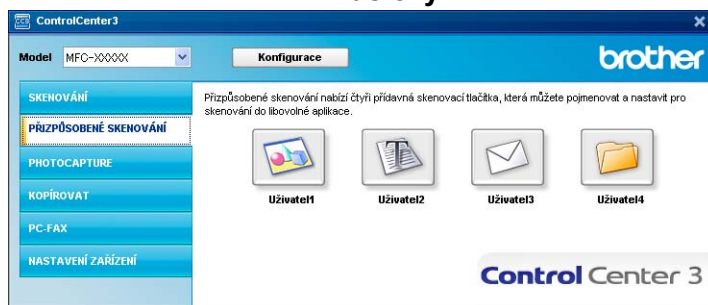 ControlCenter3
Model MFC-XXXXX Konfigurace brother
SKENOVÁNÍ
PŘIZPŮSOBENÉ SKENOVÁNÍ
PHOTOCAPTURE
KOPÍROVAT
PC-FAX
NASTAVENÍ ZAŘÍZENÍ
Přizpůsobené skenování nabízí čtyři přídavná skenovací tlačítka, která můžete pojmenovat a nastavit pro
skenování do libovolné aplikace.
Uživatel1 Uživatel2 Uživatel3 Uživatel4
Control Center 3